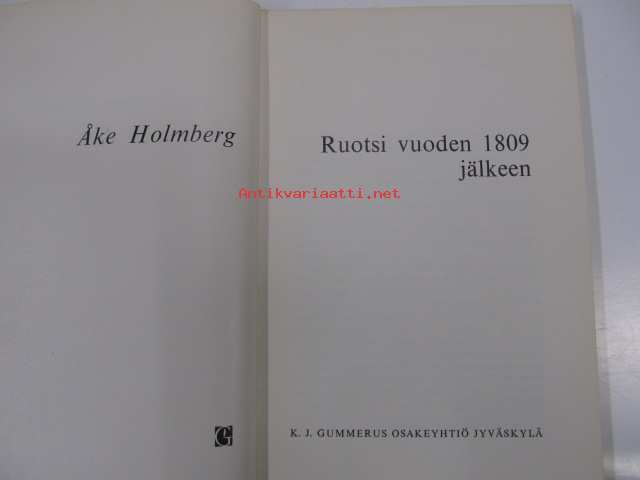 Åke Holmberg
Ruotsi vuoden 1809
jälkeen
Antikvariaatti.net
G
K. J. GUMMERUS OSAKEYHTIÖ JYVÄSKYLÄ